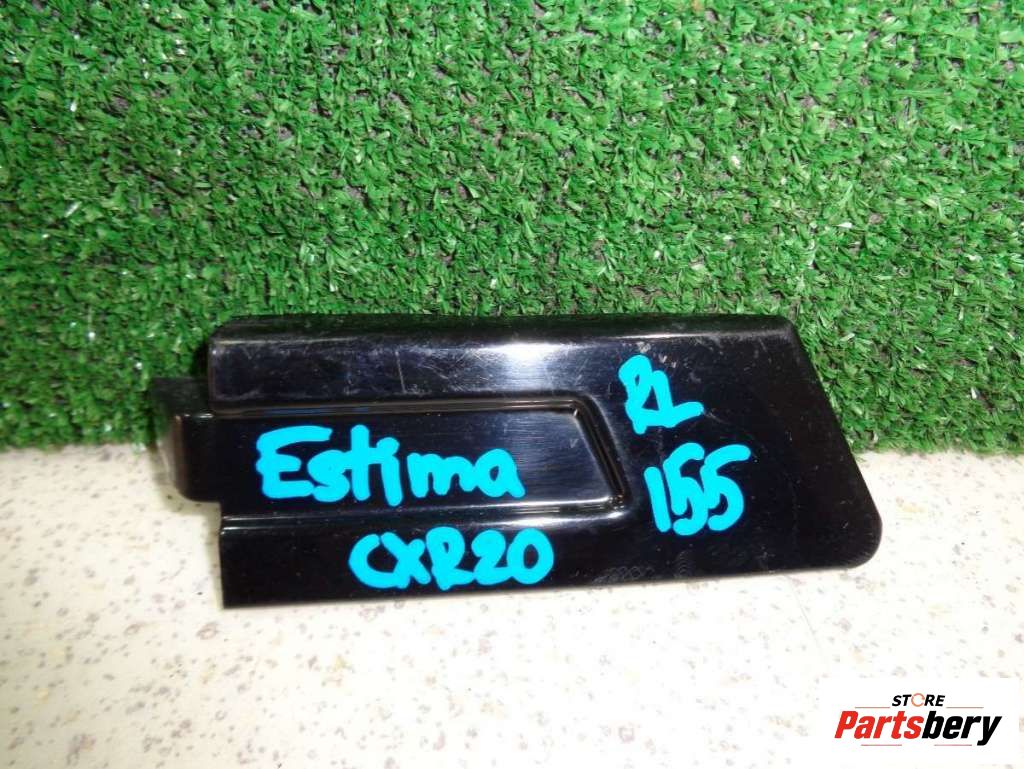 Estima
CXR20
RL
155
STORE
Partsbery